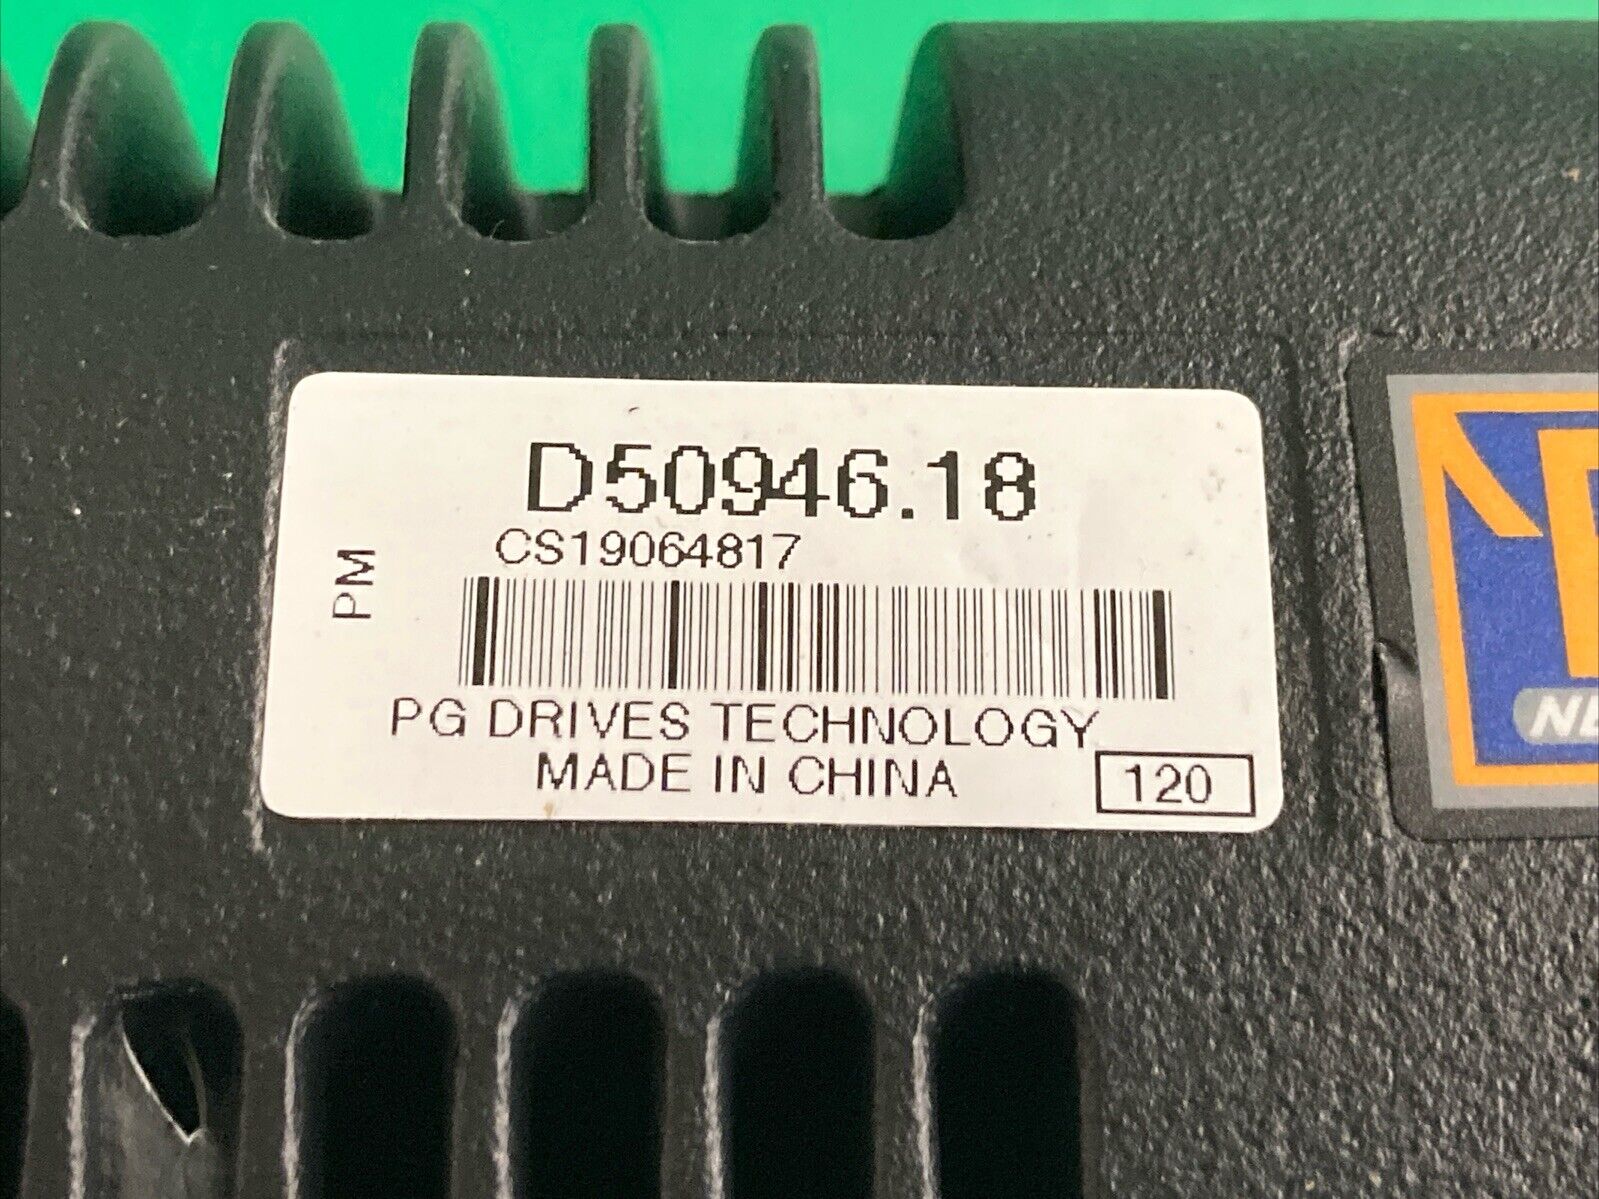 D50946.18
CS19064817
PM
PG DRIVES TECHNOLOGY
MADE IN CHINA
120